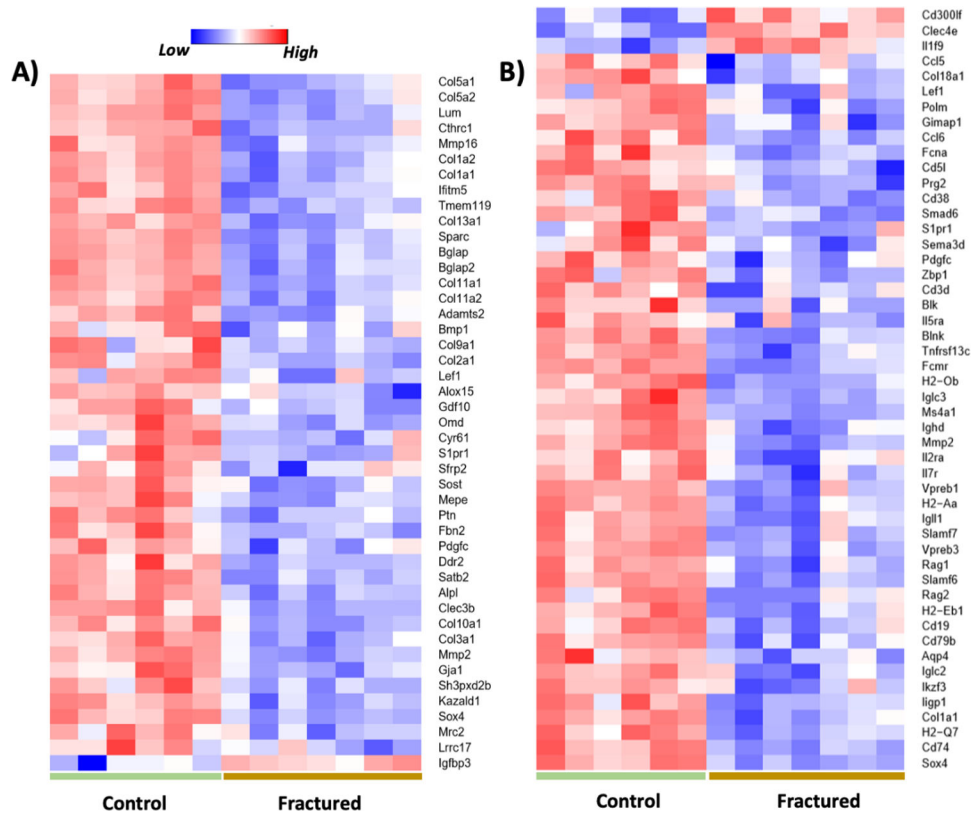 Low High
A)
Col5a1
Col5a2
Lum
Cthrc1
Mmp16
Col1a2
Col1a1
Ifitm5
Tmem119
Col13a1
Sparc
Bglap
Bglap2
Col11a1
Col11a2
Adamts2
Bmp1
Col9a1
Col2a1
Lef1
Alox15
Gdf10
Omd
Cyr61
S1pr1
Sfrp2
Sost
Mepe
Ptn
Fbn2
Pdgfc
Ddr2
Satb2
Alpl
Clec3b
Col10a1
Col3a1
Mmp2
Gja1
Sh3pxd2b
Kazald1
Sox4
Mrc2
Lrrc17
Igfbp3
Control Fractured
B)
Cd300lf
Clec4e
Il1f9
Ccl5
Col18a1
Lef1
Polm
Gimap1
Ccl6
Fcna
Cd5l
Prg2
Cd38
Smad6
S1pr1
Sema3d
Pdgfc
Zbp1
Cd3d
Blk
Il5ra
Blnk
Tnfrsf13c
Fcmr
H2-Ob
Iglc3
Ms4a1
Ighd
Mmp2
Il2ra
Il7r
Vpreb1
H2-Aa
Igll1
Slamf7
Vpreb3
Rag1
Slamf6
Rag2
H2-Eb1
Cd19
Cd79b
Aqp4
Iglc2
Ikzf3
Iigp1
Col1a1
H2-Q7
Cd74
Sox4
Control Fractured